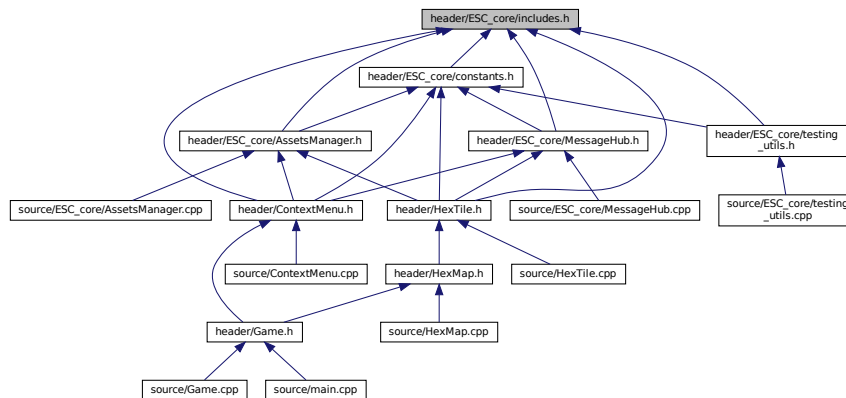 header/ESC_core/includes.h
header/ESC_core/constants.h
header/ESC_core/AssetsManager.h
header/ESC_core/MessageHub.h
header/ESC_core/testing
_utils.h
source/ESC_core/AssetsManager.cpp
header/ContextMenu.h
header/HexTile.h
source/ESC_core/MessageHub.cpp
source/ESC_core/testing
_utils.cpp
source/ContextMenu.cpp
header/HexMap.h
source/HexTile.cpp
header/Game.h
source/HexMap.cpp
source/Game.cpp
source/main.cpp